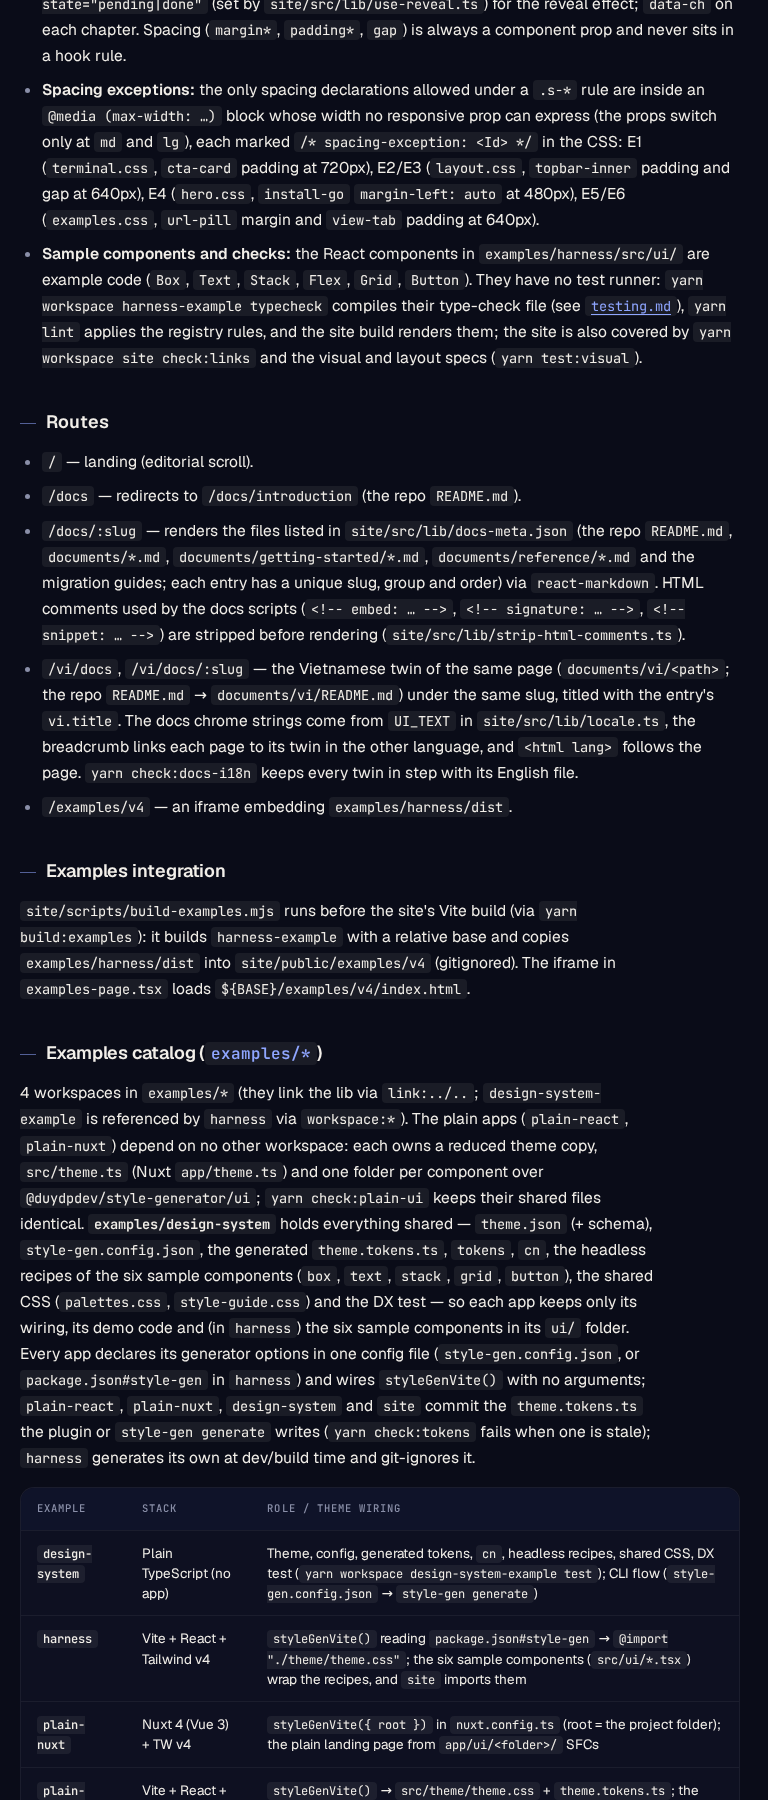 state="pending|done" (set by site/src/lib/use-reveal.ts) for the reveal effect; data-ch on
each chapter. Spacing (margin*, padding*, gap) is always a component prop and never sits in
a hook rule.
Spacing exceptions: the only spacing declarations allowed under a .s-* rule are inside an
@media (max-width: …) block whose width no responsive prop can express (the props switch
only at md and lg), each marked /* spacing-exception: <Id> */ in the CSS: E1
(terminal.css, cta-card padding at 720px), E2/E3 (layout.css, topbar-inner padding and
gap at 640px), E4 (hero.css, install-go margin-left: auto at 480px), E5/E6
(examples.css, url-pill margin and view-tab padding at 640px).
Sample components and checks: the React components in examples/harness/src/ui/ are
example code (Box, Text, Stack, Flex, Grid, Button). They have no test runner: yarn
workspace harness-example typecheck compiles their type-check file (see testing.md), yarn
lint applies the registry rules, and the site build renders them; the site is also covered by yarn
workspace site check:links and the visual and layout specs (yarn test:visual).
— Routes
/ — landing (editorial scroll).
/docs — redirects to /docs/introduction (the repo README.md).
/docs/:slug — renders the files listed in site/src/lib/docs-meta.json (the repo README.md,
documents/*.md, documents/getting-started/*.md, documents/reference/*.md and the
migration guides; each entry has a unique slug, group and order) via react-markdown. HTML
comments used by the docs scripts (<!-- embed: … -->, <!-- signature: … -->, <!--
snippet: … -->) are stripped before rendering (site/src/lib/strip-html-comments.ts).
/vi/docs, /vi/docs/:slug — the Vietnamese twin of the same page (documents/vi/<path>;
the repo README.md → documents/vi/README.md) under the same slug, titled with the entry's
vi.title. The docs chrome strings come from UI_TEXT in site/src/lib/locale.ts, the
breadcrumb links each page to its twin in the other language, and <html lang> follows the
page. yarn check:docs-i18n keeps every twin in step with its English file.
/examples/v4 — an iframe embedding examples/harness/dist.
— Examples integration
site/scripts/build-examples.mjs runs before the site's Vite build (via yarn
build:examples): it builds harness-example with a relative base and copies
examples/harness/dist into site/public/examples/v4 (gitignored). The iframe in
examples-page.tsx loads ${BASE}/examples/v4/index.html.
— Examples catalog (examples/*)
4 workspaces in examples/* (they link the lib via link:../..; design-system-
example is referenced by harness via workspace:*). The plain apps (plain-react,
plain-nuxt) depend on no other workspace: each owns a reduced theme copy,
src/theme.ts (Nuxt app/theme.ts) and one folder per component over
@duydpdev/style-generator/ui; yarn check:plain-ui keeps their shared files
identical. examples/design-system holds everything shared — theme.json (+ schema),
style-gen.config.json, the generated theme.tokens.ts, tokens, cn, the headless
recipes of the six sample components (box, text, stack, grid, button), the shared
CSS (palettes.css, style-guide.css) and the DX test — so each app keeps only its
wiring, its demo code and (in harness) the six sample components in its ui/ folder.
Every app declares its generator options in one config file (style-gen.config.json, or
package.json#style-gen in harness) and wires styleGenVite() with no arguments;
plain-react, plain-nuxt, design-system and site commit the theme.tokens.ts
the plugin or style-gen generate writes (yarn check:tokens fails when one is stale);
harness generates its own at dev/build time and git-ignores it.
EXAMPLE STACK ROLE / THEME WIRING
design- Plain Theme, config, generated tokens, cn, headless recipes, shared CSS, DX
system TypeScript (no test (yarn workspace design-system-example test); CLI flow (style-
app) gen.config.json → style-gen generate)
harness Vite + React + styleGenVite() reading package.json#style-gen → @import
Tailwind v4 "./theme/theme.css"; the six sample components (src/ui/*.tsx)
wrap the recipes, and site imports them
plain- Nuxt 4 (Vue 3) styleGenVite({ root }) in nuxt.config.ts (root = the project folder);
nuxt + TW v4 the plain landing page from app/ui/<folder>/ SFCs
plain- Vite + React + styleGenVite() → src/theme/theme.css + theme.tokens.ts; the